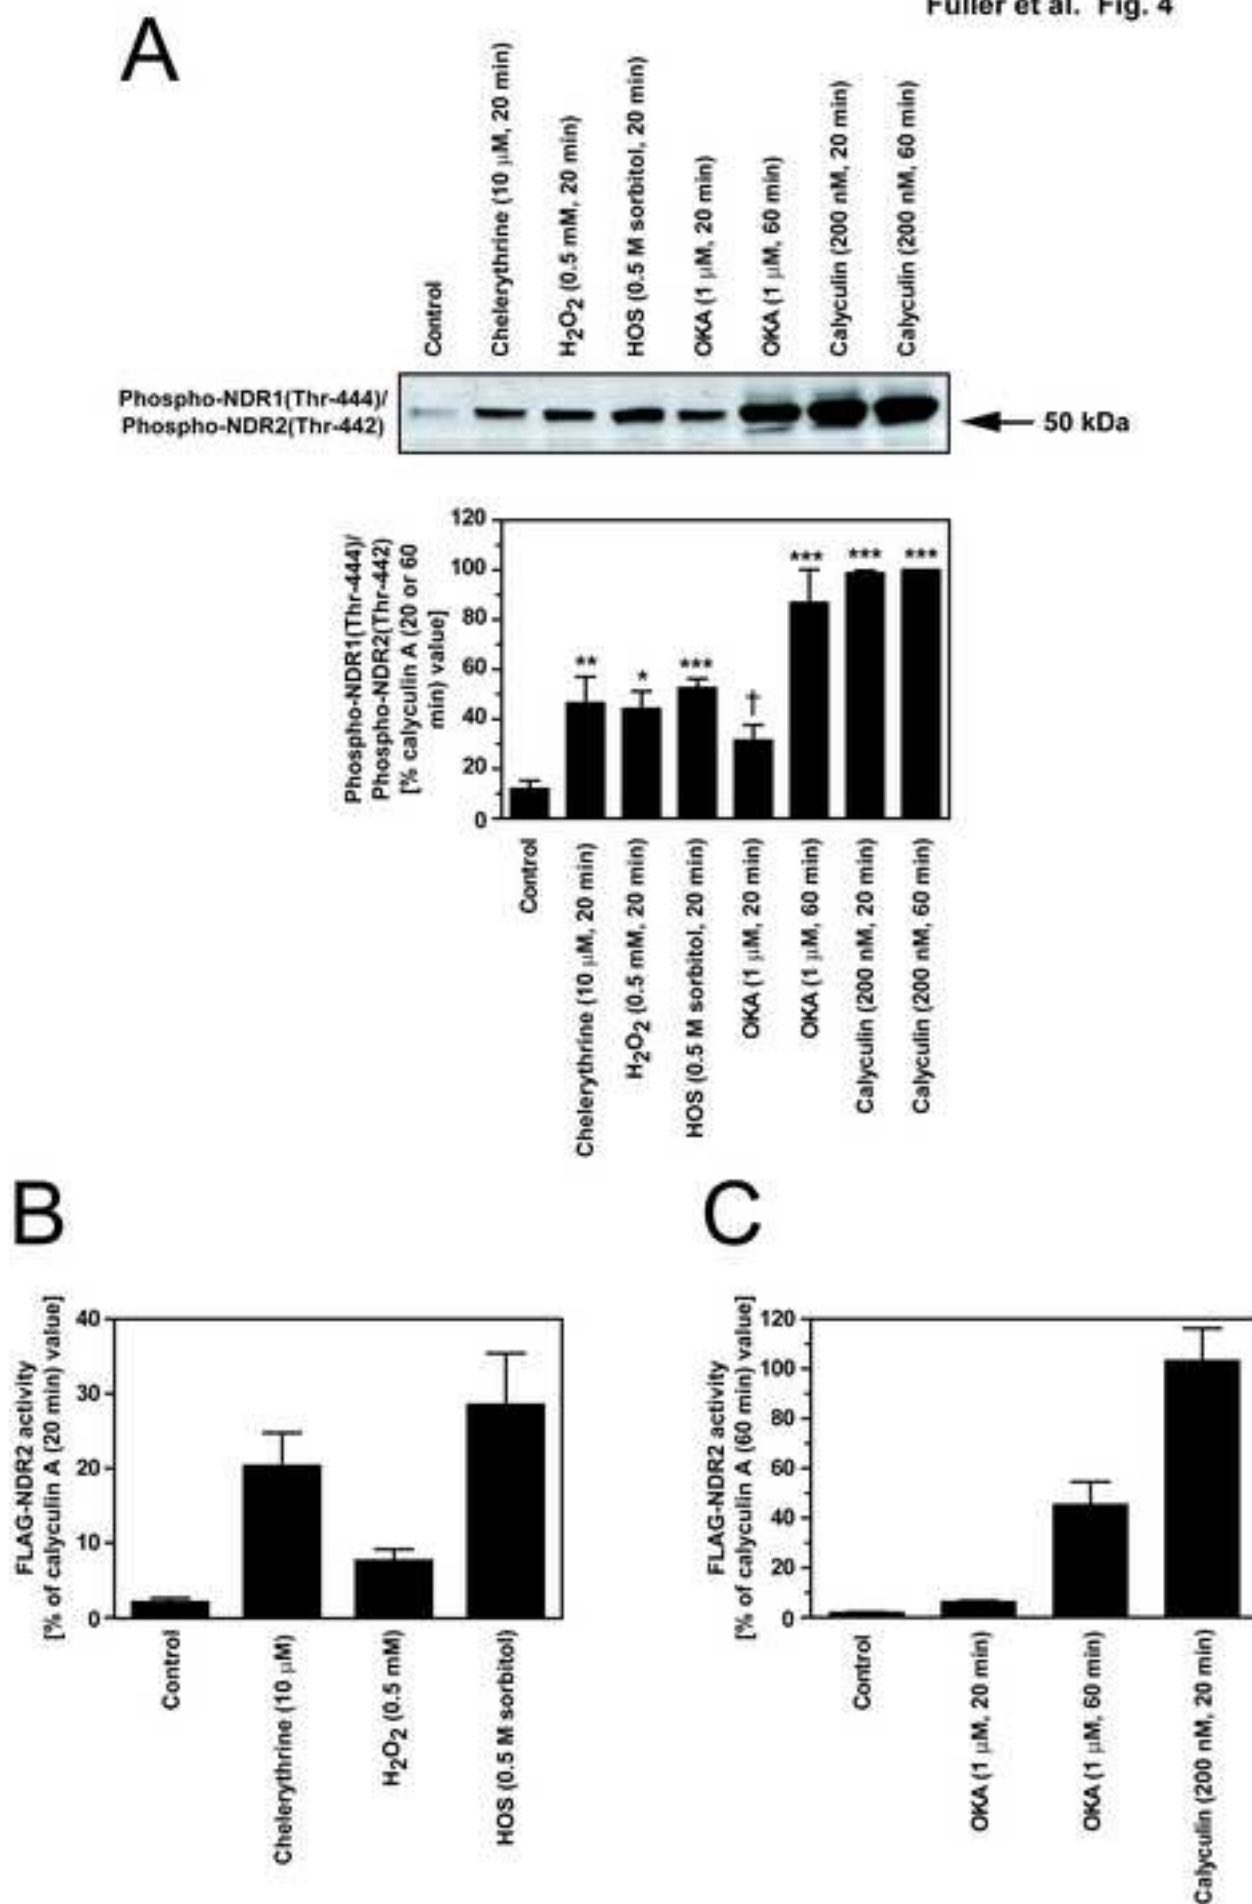 Fuller et al. Fig. 4
A
Control
Chelerythrine (10 µM, 20 min)
H2O2 (0.5 mM, 20 min)
HOS (0.5 M sorbitol, 20 min)
OKA (1 µM, 20 min)
OKA (1 µM, 60 min)
Calyculin (200 nM, 20 min)
Calyculin (200 nM, 60 min)
Phospho-NDR1(Thr-444)/
Phospho-NDR2(Thr-442)
50 kDa
Phospho-NDR1(Thr-444)/
Phospho-NDR2(Thr-442)
[% calyculin A (20 or 60
min) value]
120
100
80
60
40
20
0
**
*
***
†
***
***
***
Control
Chelerythrine (10 µM, 20 min)
H2O2 (0.5 mM, 20 min)
HOS (0.5 M sorbitol, 20 min)
OKA (1 µM, 20 min)
OKA (1 µM, 60 min)
Calyculin (200 nM, 20 min)
Calyculin (200 nM, 60 min)
B
FLAG-NDR2 activity
[% of calyculin A (20 min) value]
40
30
20
10
0
Control
Chelerythrine (10 µM)
H2O2 (0.5 mM)
HOS (0.5 M sorbitol)
C
FLAG-NDR2 activity
[% of calyculin A (60 min) value]
120
100
80
60
40
20
0
Control
OKA (1 µM, 20 min)
OKA (1 µM, 60 min)
Calyculin (200 nM, 20 min)